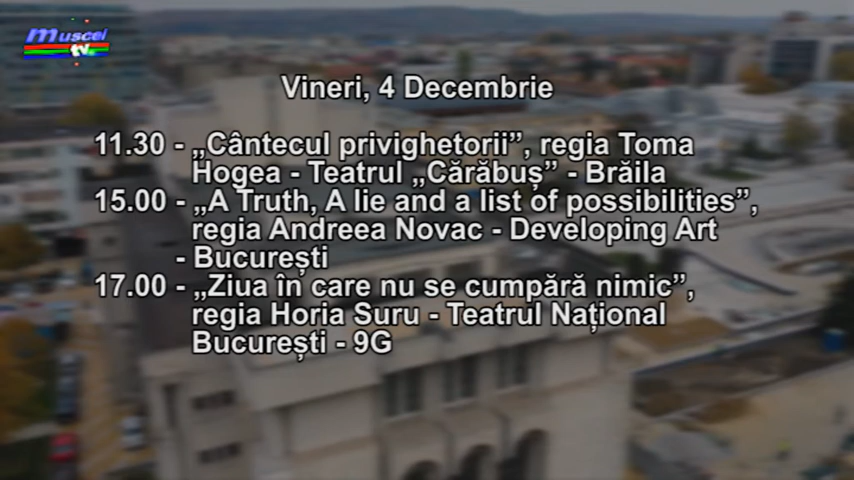 Muscel
tv
Vineri, 4 Decembrie
11.30 - „Cântecul privighetorii”, regia Toma
Hogea - Teatrul „Cărăbuș” - Brăila
15.00 - „A Truth, A lie and a list of possibilities”,
regia Andreea Novac - Developing Art
- București
17.00 - „Ziua în care nu se cumpără nimic”,
regia Horia Suru - Teatrul Național
București - 9G